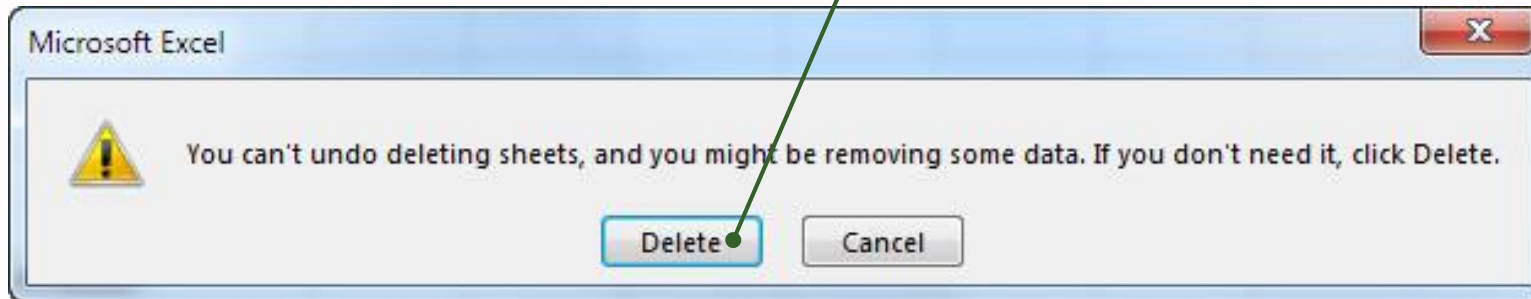 Microsoft Excel
You can't undo deleting sheets, and you might be removing some data. If you don't need it, click Delete.
Delete
Cancel